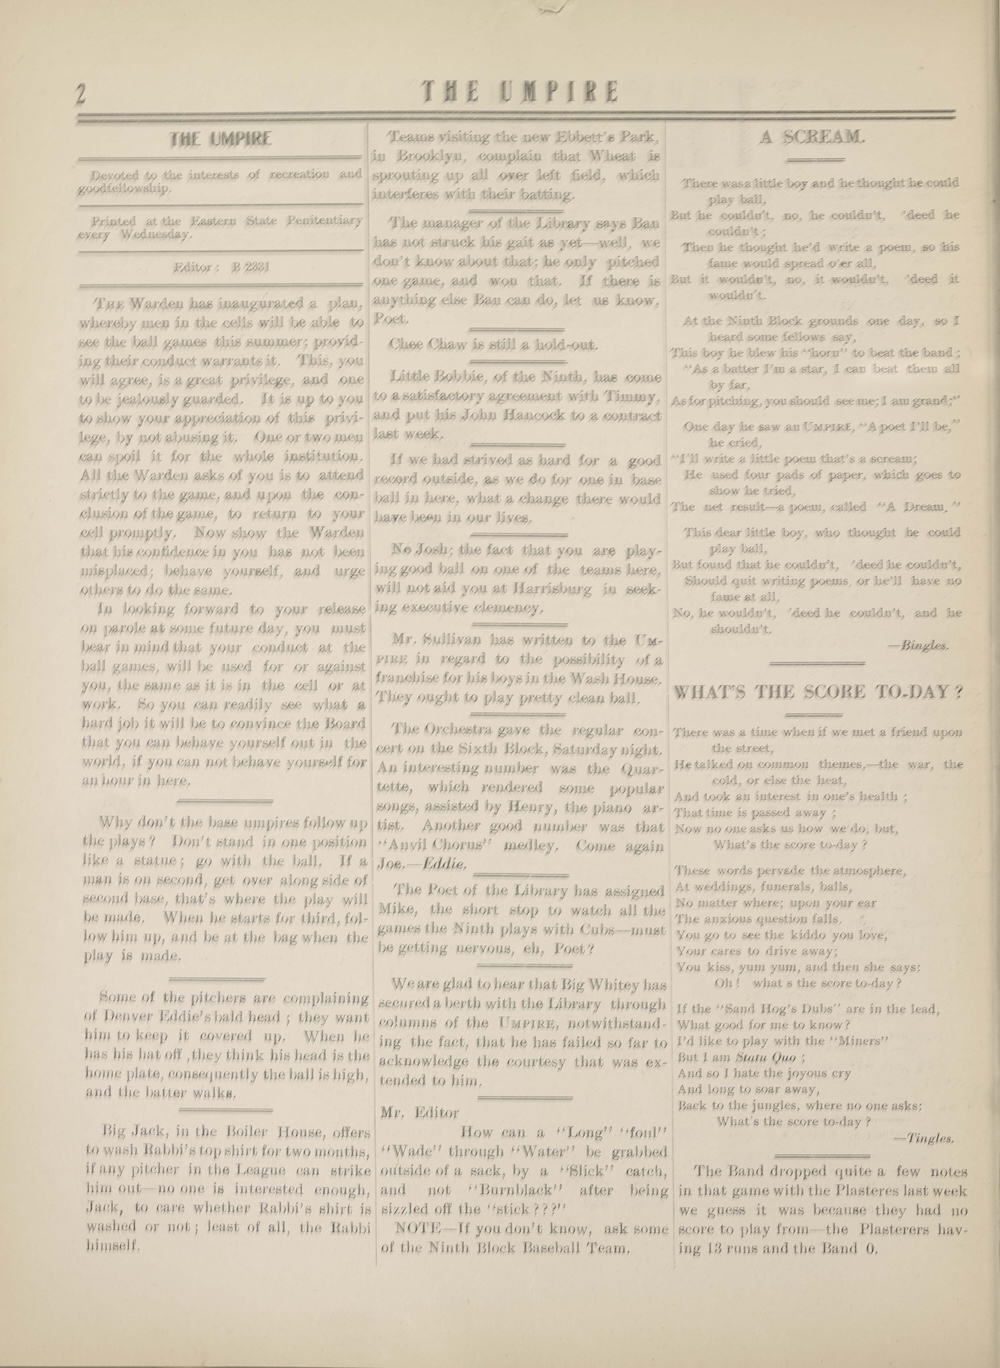 2
THE UMPIRE
THE UMPIRE
Devoted to the interests of recreation and
goodfellowship.
Printed at the Eastern State Penitentiary
every Wednesday.
Editor : B 2331
THE Warden has inaugurated a plan,
whereby men in the cells will be able to
see the ball games this summer; provid-
ing their conduct warrants it. This, you
will agree, is a great privilege, and one
to be jealously guarded. It is up to you
to show your appreciation of this privi-
lege, by not abusing it. One or two men
can spoil it for the whole institution.
All the Warden asks of you is to attend
strictly to the game, and upon the con-
clusion of the game, to return to your
cell promptly. Now show the Warden
that his confidence in you has not been
misplaced; behave yourself, and urge
others to do the same.
In looking forward to your release
on parole at some future day, you must
bear in mind that your conduct at the
ball games, will be used for or against
you, the same as it is in the cell or at
work. So you can readily see what a
hard job it will be to convince the Board
that you can behave yourself out in the
world, if you can not behave yourself for
an hour in here.
Why don't the base umpires follow up
the plays? Don't stand in one position
like a statue; go with the ball. If a
man is on second, get over along side of
second base, that's where the play will
be made. When he starts for third, fol-
low him up, and be at the bag when the
play is made.
Some of the pitchers are complaining
of Denver Eddie's bald head ; they want
him to keep it covered up. When he
has his hat off ,they think his head is the
home plate, consequently the ball is high,
and the batter walks.
Big Jack, in the Boiler House, offers
to wash Rabbi's top shirt for two months,
if any pitcher in the League can strike
him out—no one is interested enough,
Jack, to care whether Rabbi's shirt is
washed or not; least of all, the Rabbi
himself.
Teams visiting the new Ebbett's Park,
in Brooklyn, complain that Wheat is
sprouting up all over left field, which
interferes with their batting.
The manager of the Library says Ban
has not struck his gait as yet—well, we
don't know about that; he only pitched
one game, and won that. If there is
anything else Ban can do, let us know,
Poet.
Chee Chaw is still a hold-out.
Little Bobbie, of the Ninth, has come
to a satisfactory agreement with Timmy,
and put his John Hancock to a contract
last week.
If we had strived as hard for a good
record outside, as we do for one in base
ball in here, what a change there would
have been in our lives.
No Josh; the fact that you are play-
ing good ball on one of the teams here,
will not aid you at Harrisburg in seek-
ing executive clemency.
Mr. Sullivan has written to the UM-
PIRE in regard to the possibility of a
franchise for his boys in the Wash House.
They ought to play pretty clean ball.
The Orchestra gave the regular con-
cert on the Sixth Block, Saturday night.
An interesting number was the Quar-
tette, which rendered some popular
songs, assisted by Henry, the piano ar-
tist. Another good number was that
"Anvil Chorus" medley. Come again
Joe.—Eddie.
The Poet of the Library has assigned
Mike, the short stop to watch all the
games the Ninth plays with Cubs—must
be getting nervous, eh, Poet?
We are glad to hear that Big Whitey has
secured a berth with the Library through
columns of the UMPIRE, notwithstand-
ing the fact, that he has failed so far to
acknowledge the courtesy that was ex-
tended to him.
Mr. Editor
How can a "Long" "foul"
"Wade" through "Water" be grabbed
outside of a sack, by a "Slick" catch,
and not "Burnblack" after being
sizzled off the "stick???"
NOTE—If you don't know, ask some
of the Ninth Block Baseball Team.
A SCREAM.
There was a little boy and he thought he could
play ball,
But he couldn't, no, he couldn't, 'deed he
couldn't;
Then he thought he'd write a poem, so his
fame would spread o'er all,
But it wouldn't, no, it wouldn't, 'deed it
wouldn't.
At the Ninth Block grounds one day, so I
heard some fellows say,
This boy he blew his "horn" to beat the band ;
"As a batter I'm a star, I can beat them all
by far,
As for pitching, you should see me; I am grand;"
One day he saw an UMPIRE, "A poet I'll be,"
he cried,
"I'll write a little poem that's a scream;
He used four pads of paper, which goes to
show he tried,
The net result—a poem, called "A Dream,"
This dear little boy, who thought he could
play ball,
But found that he couldn't, 'deed he couldn't,
Should quit writing poems, or he'll have no
fame at all,
No, he wouldn't, 'deed he couldn't, and he
shouldn't.
—Bingles.
WHAT'S THE SCORE TO-DAY ?
There was a time when if we met a friend upon
the street,
He talked on common themes,—the war, the
cold, or else the heat,
And took an interest in one's health ;
That time is passed away ;
Now no one asks us how we do, but,
What's the score to-day ?
These words pervade the atmosphere,
At weddings, funerals, balls,
No matter where; upon your ear
The anxious question falls.
You go to see the kiddo you love,
Your cares to drive away;
You kiss, yum yum, and then she says:
Oh ! what s the score to-day ?
If the "Sand Hog's Dubs" are in the lead,
What good for me to know?
I'd like to play with the "Miners"
But I am Statu Quo ;
And so I hate the joyous cry
And long to soar away,
Back to the jungles, where no one asks:
What's the score to-day ?
—Tingles.
The Band dropped quite a few notes
in that game with the Plasteres last week
we guess it was because they had no
score to play from—the Plasterers hav-
ing 13 runs and the Band 0.